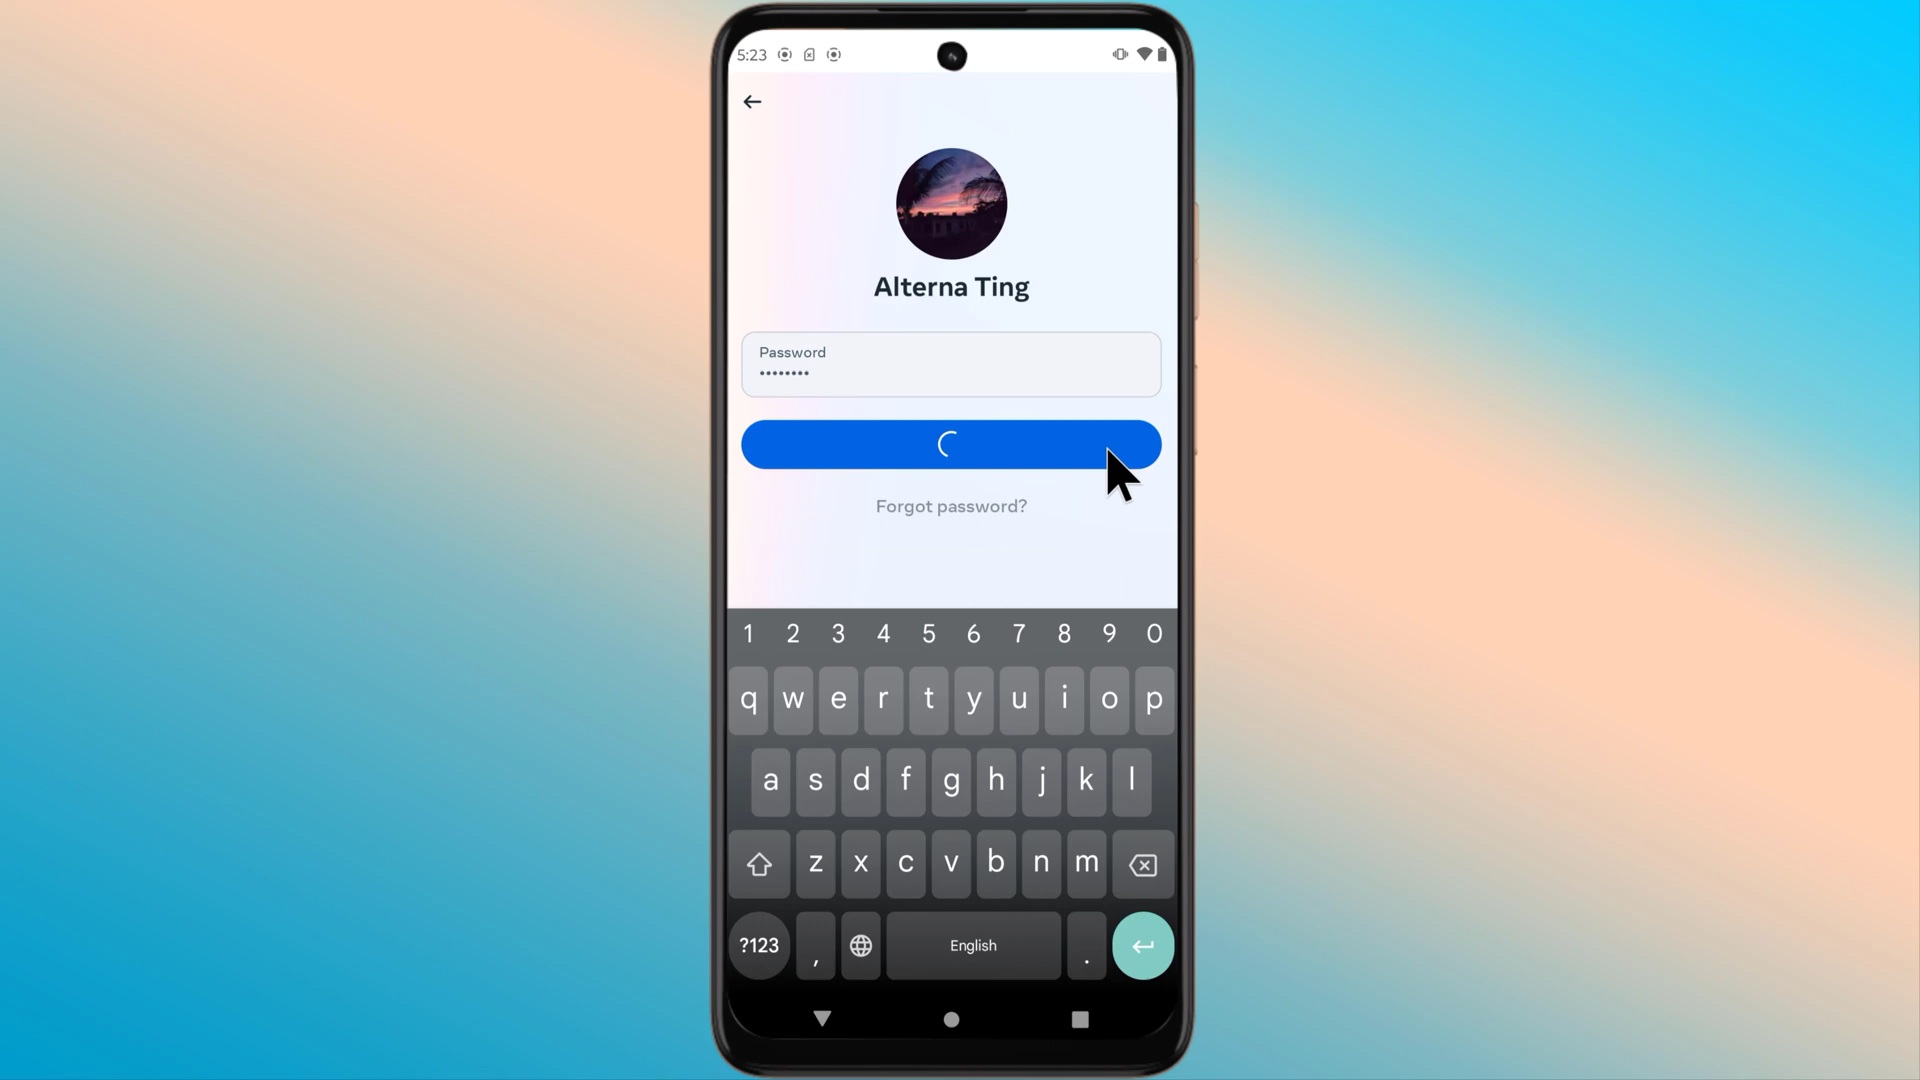 5:23
Alterna Ting
Password
••••••••
Forgot password?
1 2 3 4 5 6 7 8 9 0
q w e r t y u i o p
a s d f g h j k l
z x c v b n m
?123 , English .